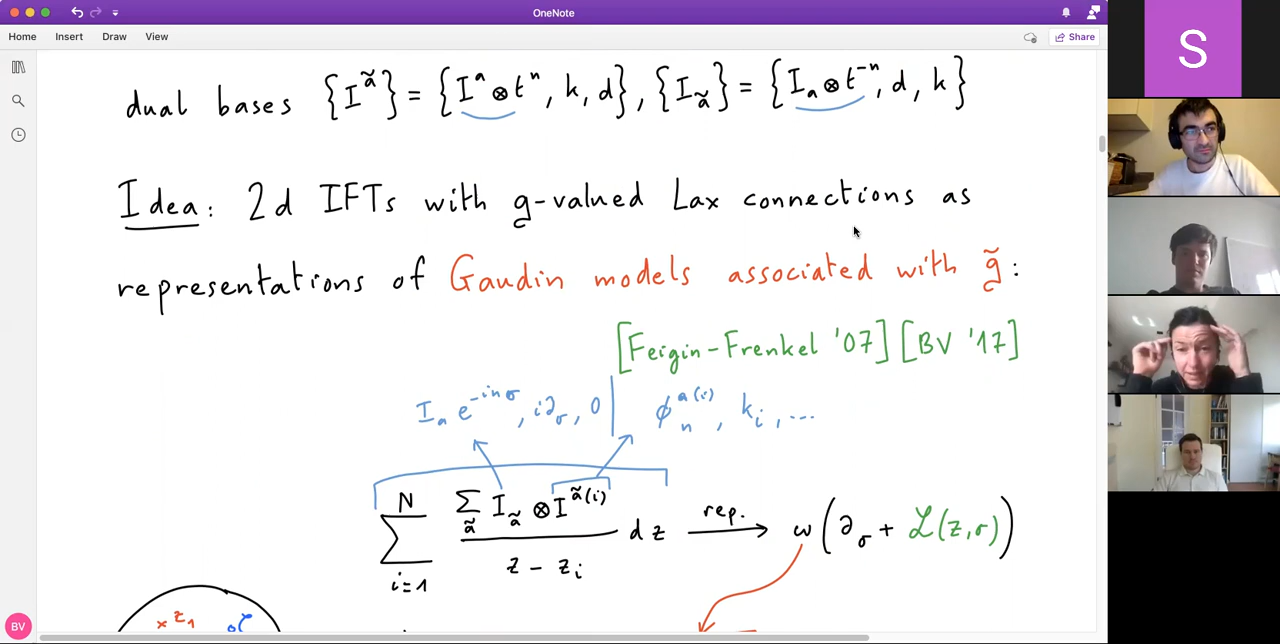 OneNote
Home Insert Draw View
Share
dual bases {I^ã} = {I^a ⊗ t^n, k, d}, {I_ã} = {I_a ⊗ t^-n, d, k}
Idea: 2d IFTs with g-valued Lax connections as
representations of Gaudin models associated with g̃:
[Feigin-Frenkel '07] [BV '17]
I_a e^-inσ, i∂_σ, 0 | ϕ_n^a(i), k_i, ...
N Σ i=1 Σ_ã I_ã ⊗ I^ã(i) / z - z_i dz rep. → ω(∂_σ + ℒ(z,σ))
x z_1 ζ
BV
S